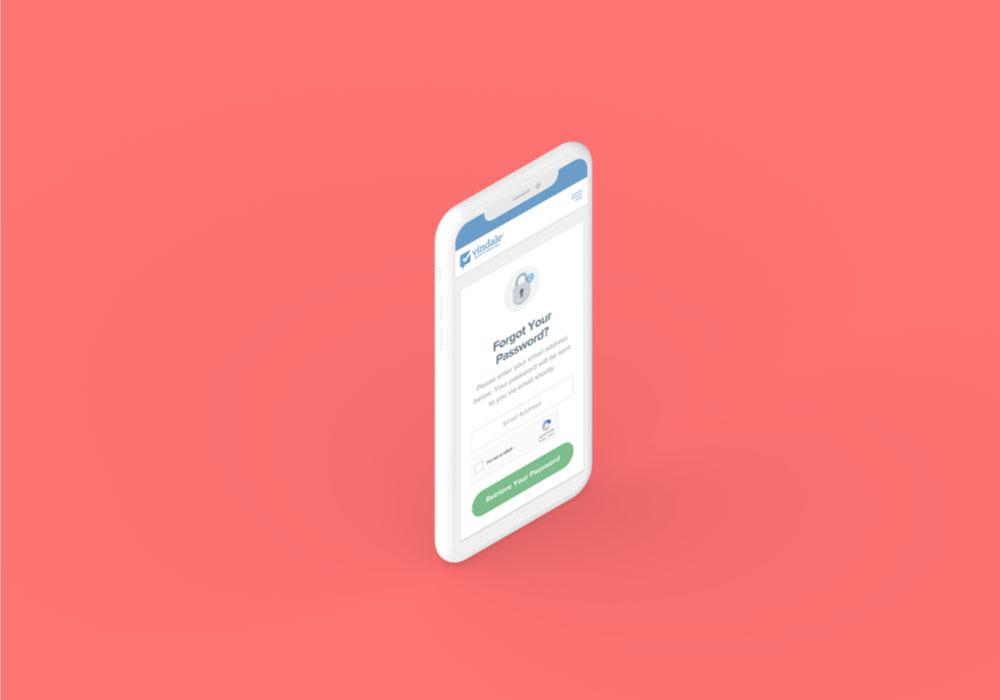 vindale
Forgot Your
Password?
Please enter your email address
below. Your password will be sent
to you via email shortly.
Email Address
I'm not a robot
Retrieve Your Password